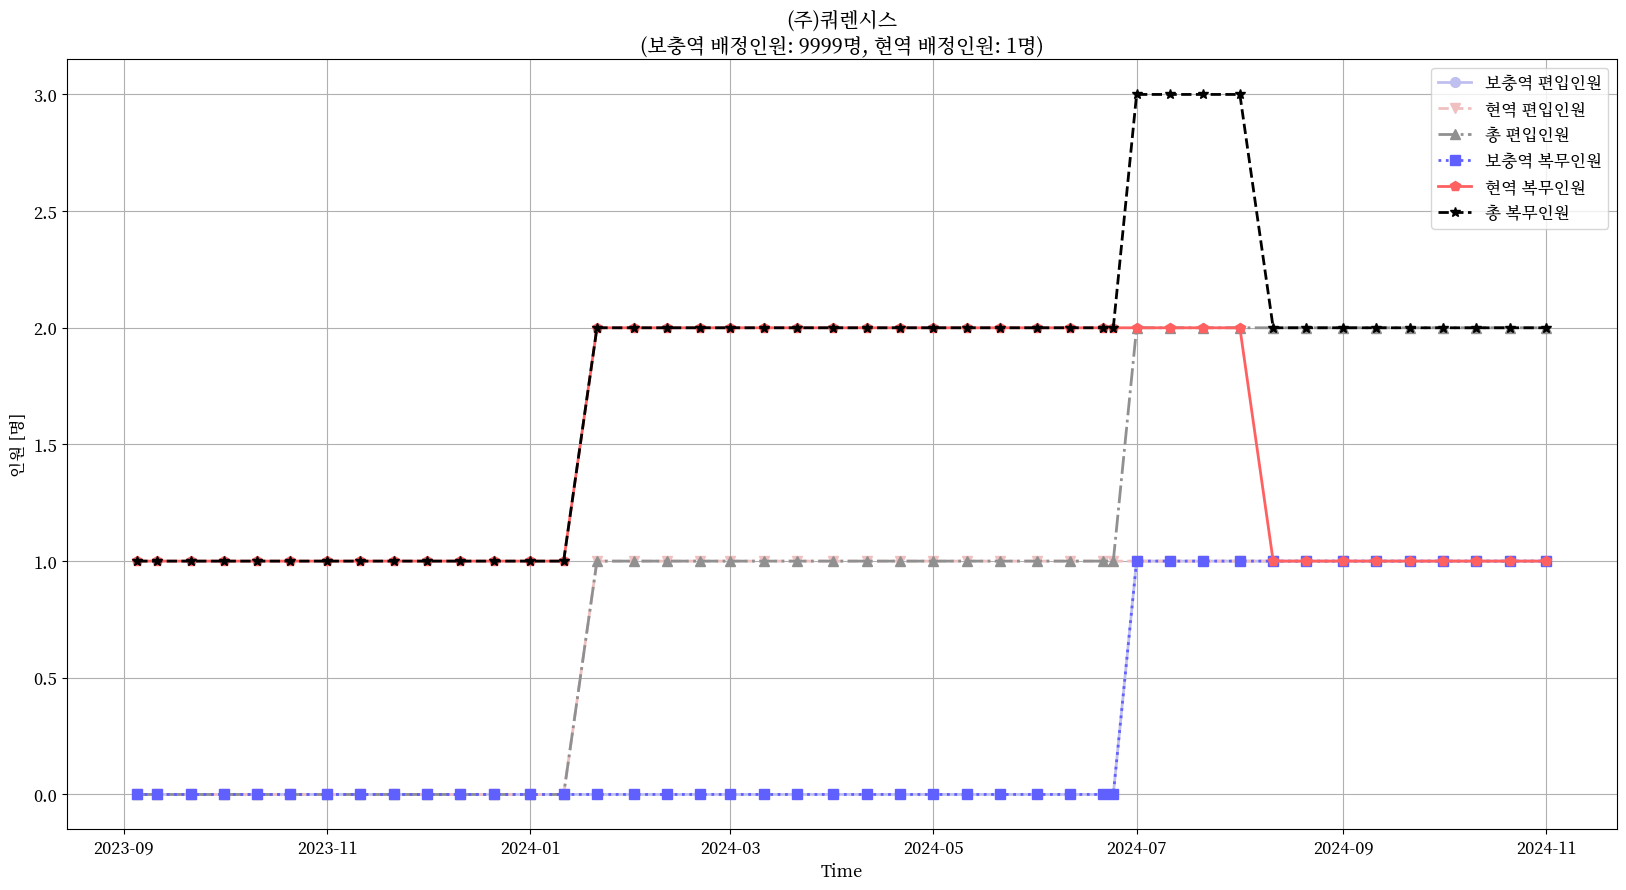 (주)쿼렌시스
(보충역 배정인원: 9999명, 현역 배정인원: 1명)
보충역 편입인원
현역 편입인원
총 편입인원
보충역 복무인원
현역 복무인원
총 복무인원
인원 [명]
3.0
2.5
2.0
1.5
1.0
0.5
0.0
2023-09 2023-11 2024-01 2024-03 2024-05 2024-07 2024-09 2024-11
Time